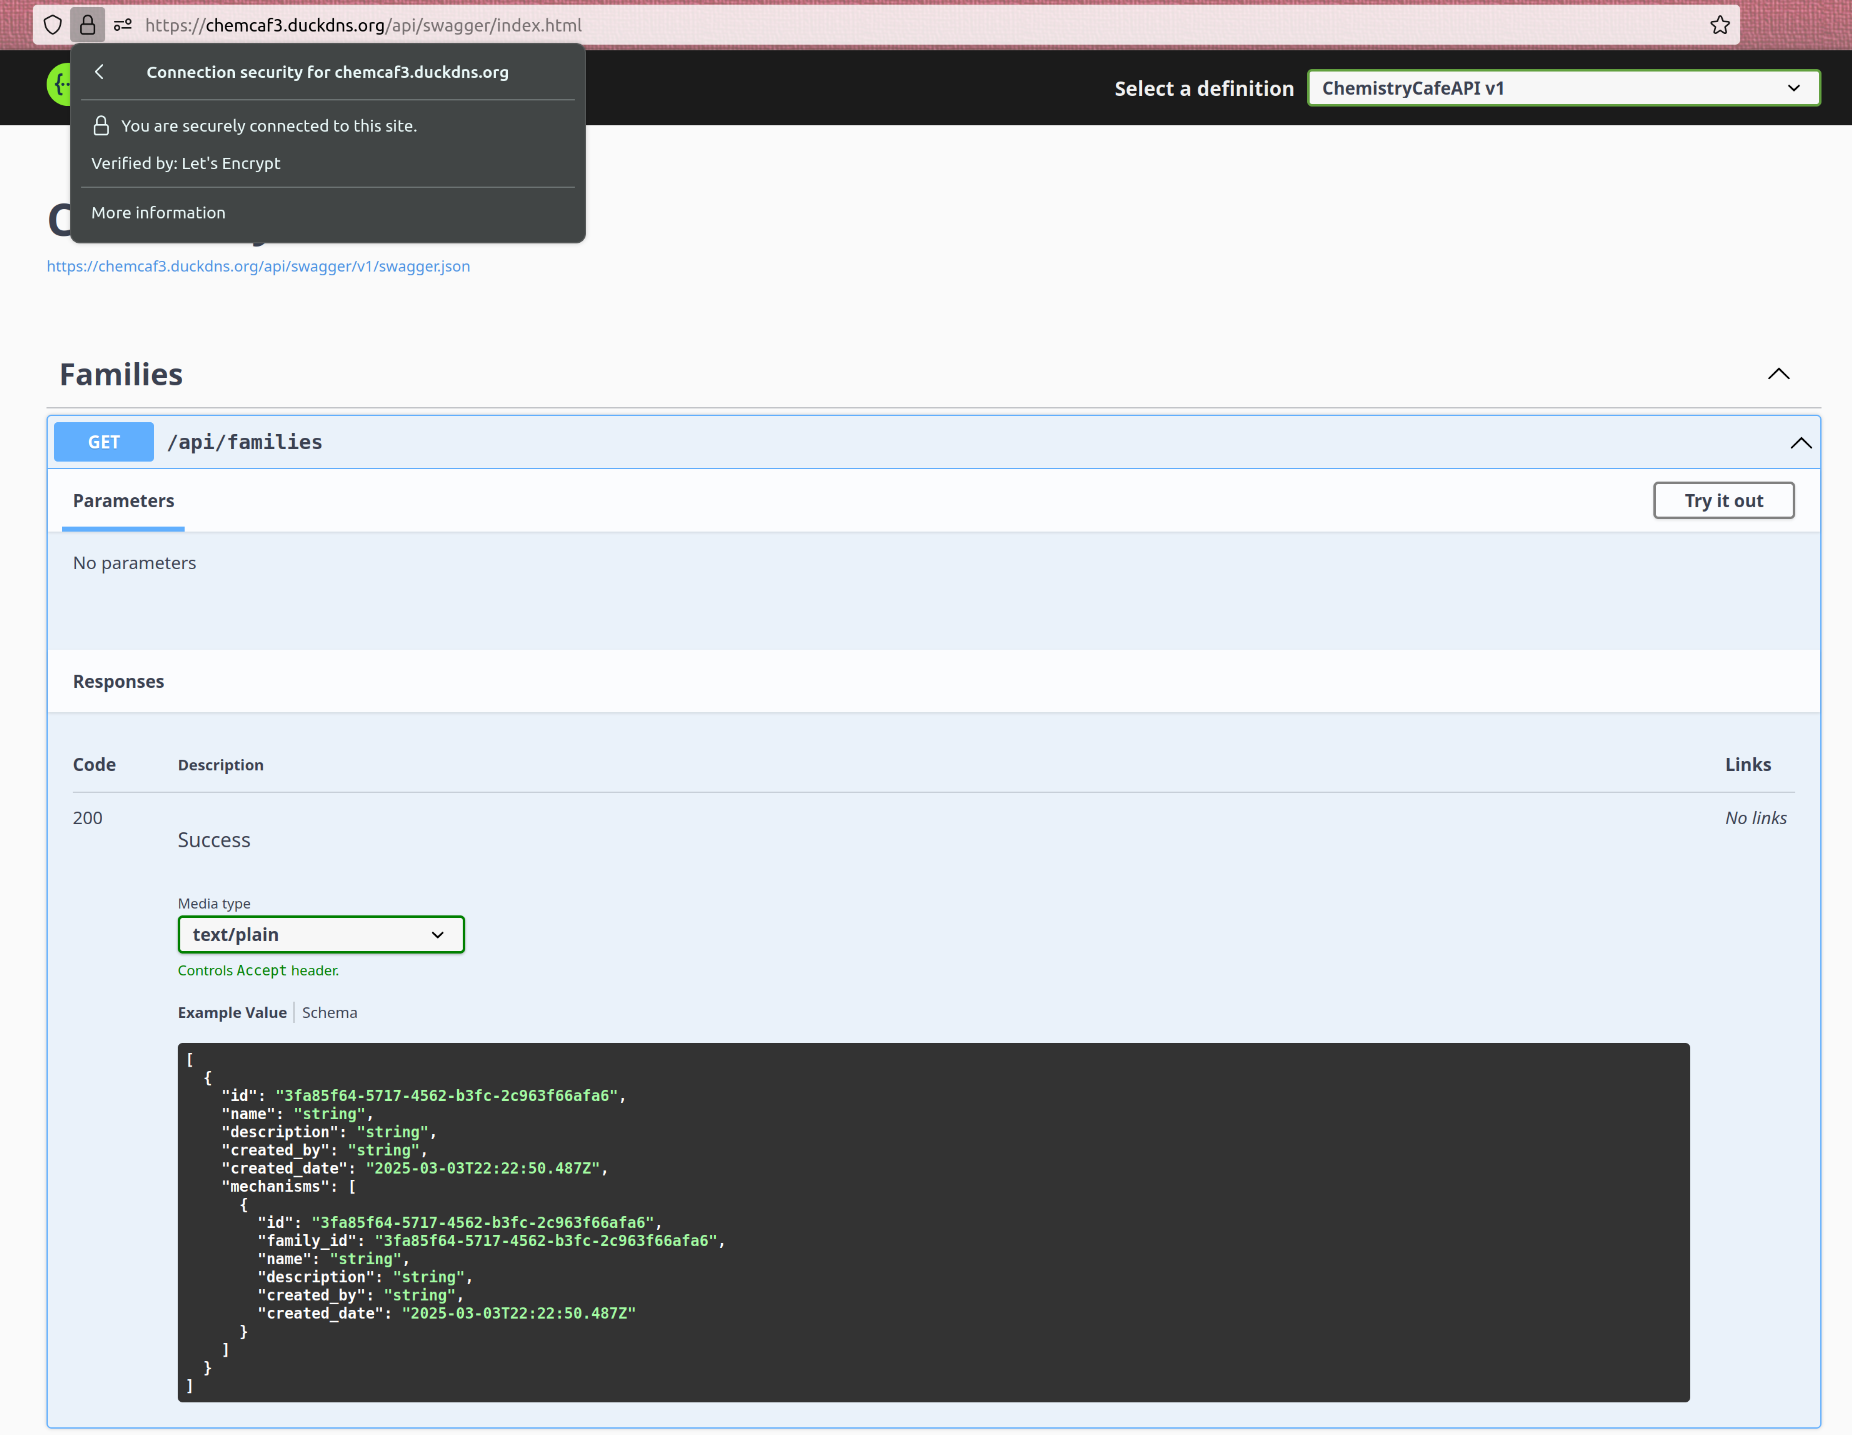 https://chemcaf3.duckdns.org/api/swagger/index.html
Connection security for chemcaf3.duckdns.org
You are securely connected to this site.
Verified by: Let's Encrypt
More information
Select a definition
ChemistryCafeAPI v1
https://chemcaf3.duckdns.org/api/swagger/v1/swagger.json
Families
GET /api/families
Parameters
Try it out
No parameters
Responses
Code Description Links
200 Success No links
Media type
text/plain
Controls Accept header.
Example Value | Schema
[
  {
    "id": "3fa85f64-5717-4562-b3fc-2c963f66afa6",
    "name": "string",
    "description": "string",
    "created_by": "string",
    "created_date": "2025-03-03T22:22:50.487Z",
    "mechanisms": [
      {
        "id": "3fa85f64-5717-4562-b3fc-2c963f66afa6",
        "family_id": "3fa85f64-5717-4562-b3fc-2c963f66afa6",
        "name": "string",
        "description": "string",
        "created_by": "string",
        "created_date": "2025-03-03T22:22:50.487Z"
      }
    ]
  }
]